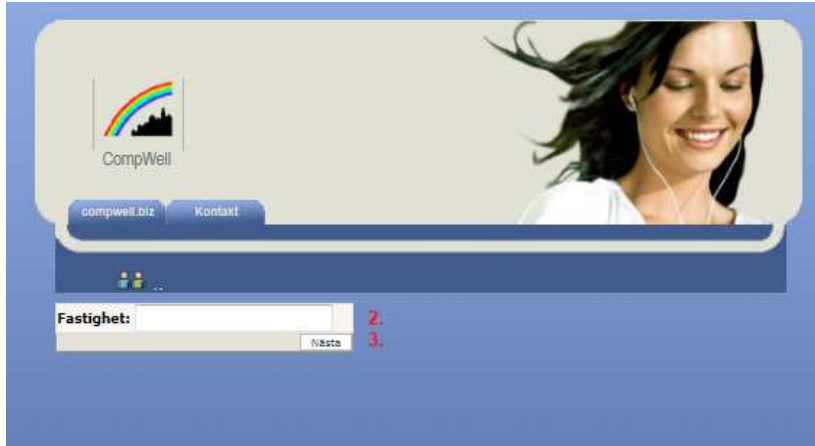 CompWell
compwell.biz Kontakt
..
Fastighet: 2.
Nästa 3.